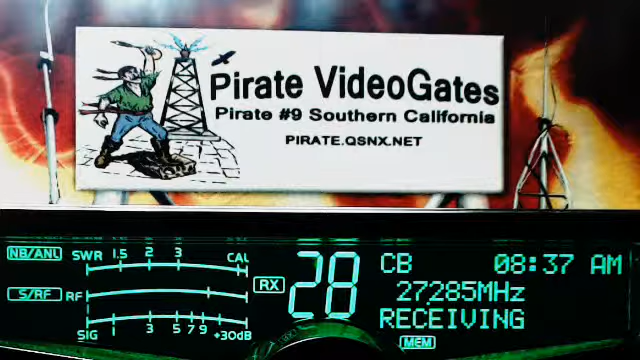 Pirate VideoGates
Pirate #9 Southern California
PIRATE.QSNX.NET
NB/ANL SWR 1.5 2 3 CAL
S/RF RF
SIG 1 3 5 7 9 +30dB
RX 28
CB 08:37 AM
27285MHz
RECEIVING
MEM